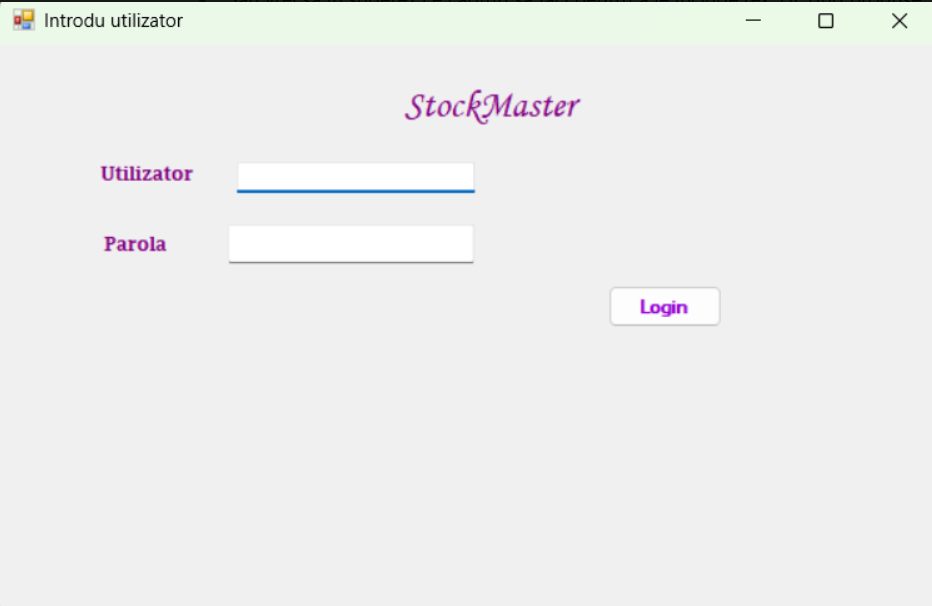 Introdu utilizator
StockMaster
Utilizator
Parola
Login